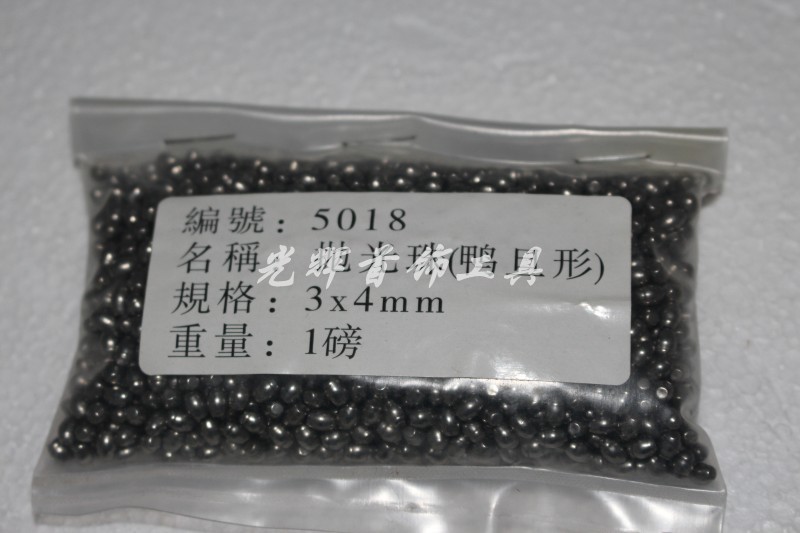 編號：5018
名稱：拋光珠(鴨旦形)
光輝首飾工具
規格：3x4mm
重量：1磅